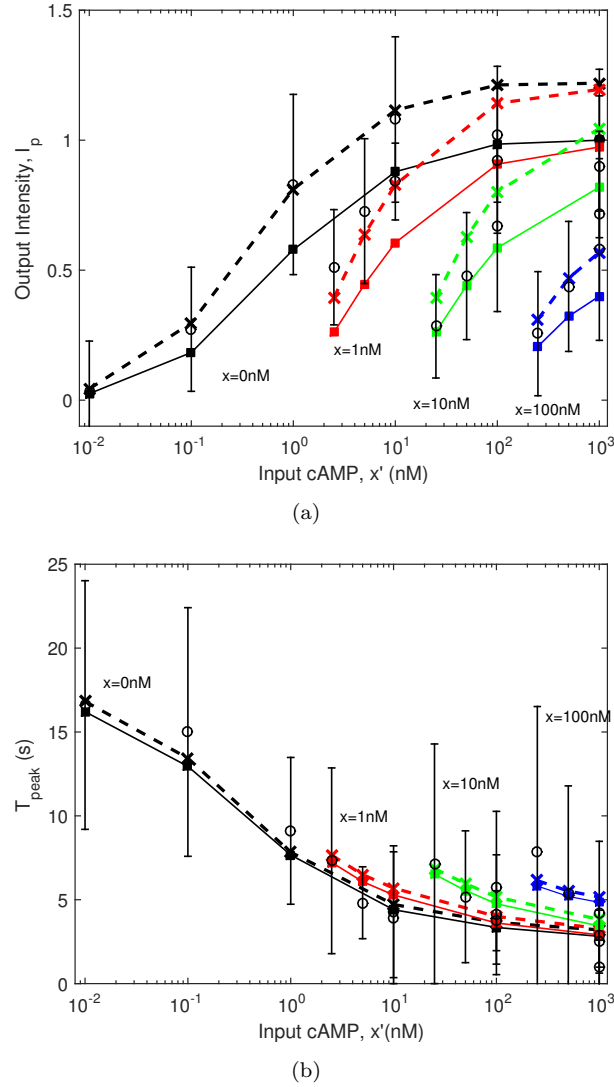 1.5
1
0.5
0
Output Intensity, I_p
x=0nM
x=1nM
x=10nM
x=100nM
10^-2 10^-1 10^0 10^1 10^2 10^3
Input cAMP, x' (nM)
(a)
25
20
15
10
5
0
T_peak (s)
x=0nM
x=1nM
x=10nM
x=100nM
10^-2 10^-1 10^0 10^1 10^2 10^3
Input cAMP, x'(nM)
(b)